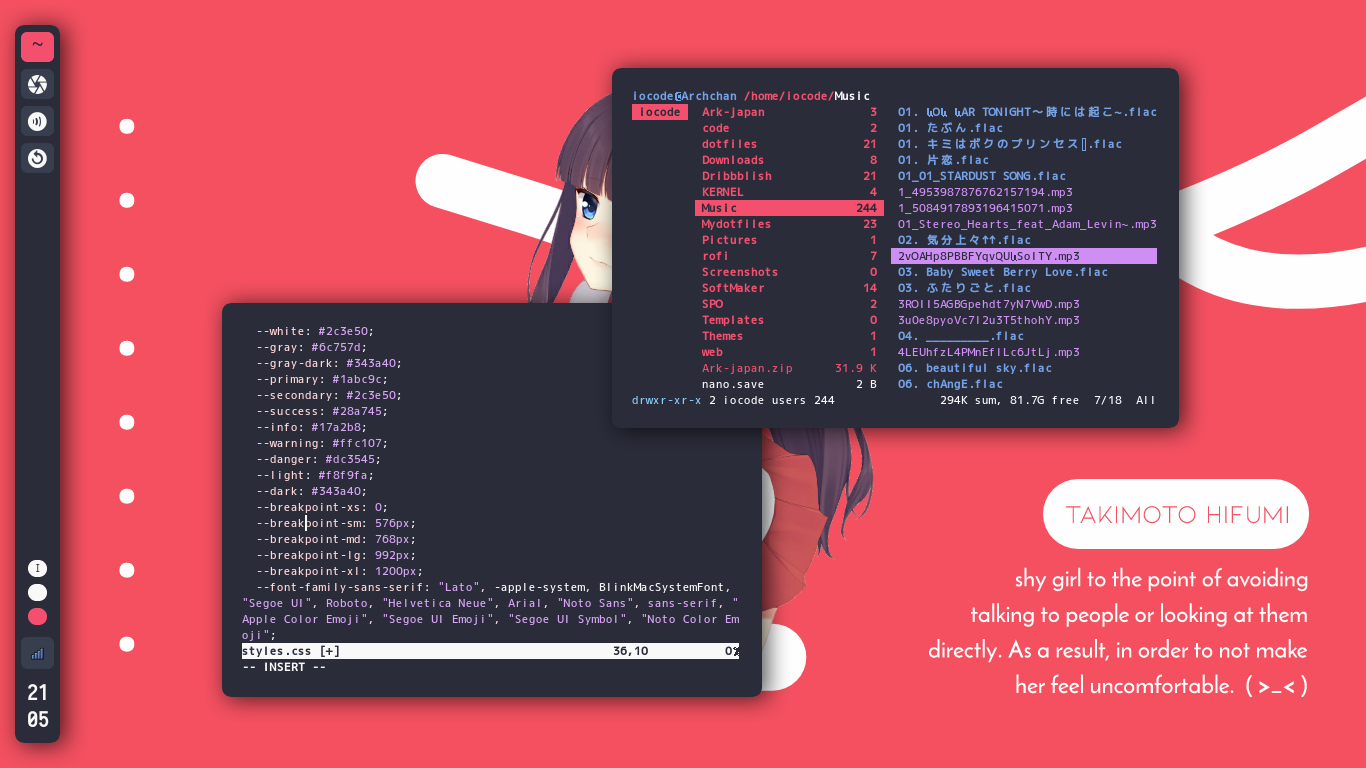 ~
I
21
05
iocode@Archchan /home/iocode/Music
iocode
Ark-japan 3
code 2
dotfiles 21
Downloads 8
Dribbblish 21
KERNEL 4
Music 244
Mydotfiles 23
Pictures 1
rofi 7
Screenshots 0
SoftMaker 14
SPO 2
Templates 0
Themes 1
web 1
Ark-japan.zip 31.9 K
nano.save 2 B
01. WOW WAR TONIGHT～時には起こ~.flac
01. たぶん.flac
01. キミはボクのプリンセス.flac
01. 片恋.flac
01_01_STARDUST SONG.flac
1_4953987876762157194.mp3
1_5084917893196415071.mp3
01_Stereo_Hearts_feat_Adam_Levin~.mp3
02. 気分上々↑↑.flac
2vOAHp8PBBFYqvQUWSoITY.mp3
03. Baby Sweet Berry Love.flac
03. ふたりごと.flac
3ROII5AGBGpehdt7yN7VwD.mp3
3uOe8pyoVc7I2u3T5thohY.mp3
04. _________.flac
4LEUhfzL4PMnEfILc6JtLj.mp3
06. beautiful sky.flac
06. chAngE.flac
drwxr-xr-x 2 iocode users 244 294K sum, 81.7G free 7/18 All
--white: #2c3e50;
--gray: #6c757d;
--gray-dark: #343a40;
--primary: #1abc9c;
--secondary: #2c3e50;
--success: #28a745;
--info: #17a2b8;
--warning: #ffc107;
--danger: #dc3545;
--light: #f8f9fa;
--dark: #343a40;
--breakpoint-xs: 0;
--breakpoint-sm: 576px;
--breakpoint-md: 768px;
--breakpoint-lg: 992px;
--breakpoint-xl: 1200px;
--font-family-sans-serif: "Lato", -apple-system, BlinkMacSystemFont,
"Segoe UI", Roboto, "Helvetica Neue", Arial, "Noto Sans", sans-serif, "
Apple Color Emoji", "Segoe UI Emoji", "Segoe UI Symbol", "Noto Color Em
oji";
styles.css [+] 36,10 0%
-- INSERT --
TAKIMOTO HIFUMI
shy girl to the point of avoiding
talking to people or looking at them
directly. As a result, in order to not make
her feel uncomfortable. ( >_< )